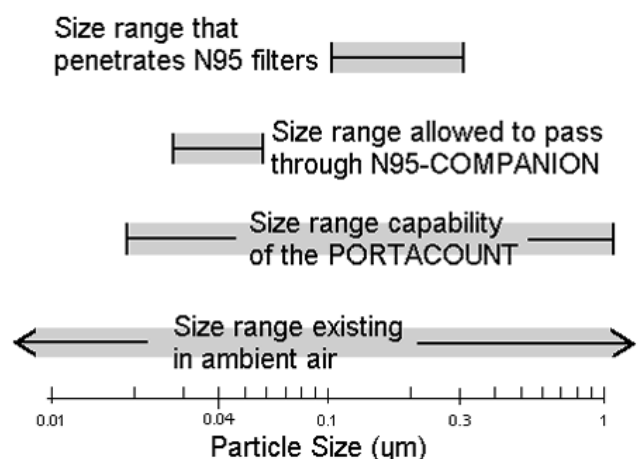 Size range that
penetrates N95 filters
Size range allowed to pass
through N95-COMPANION
Size range capability
of the PORTACOUNT
Size range existing
in ambient air
0.01 0.04 0.1 0.3 1
Particle Size (μm)